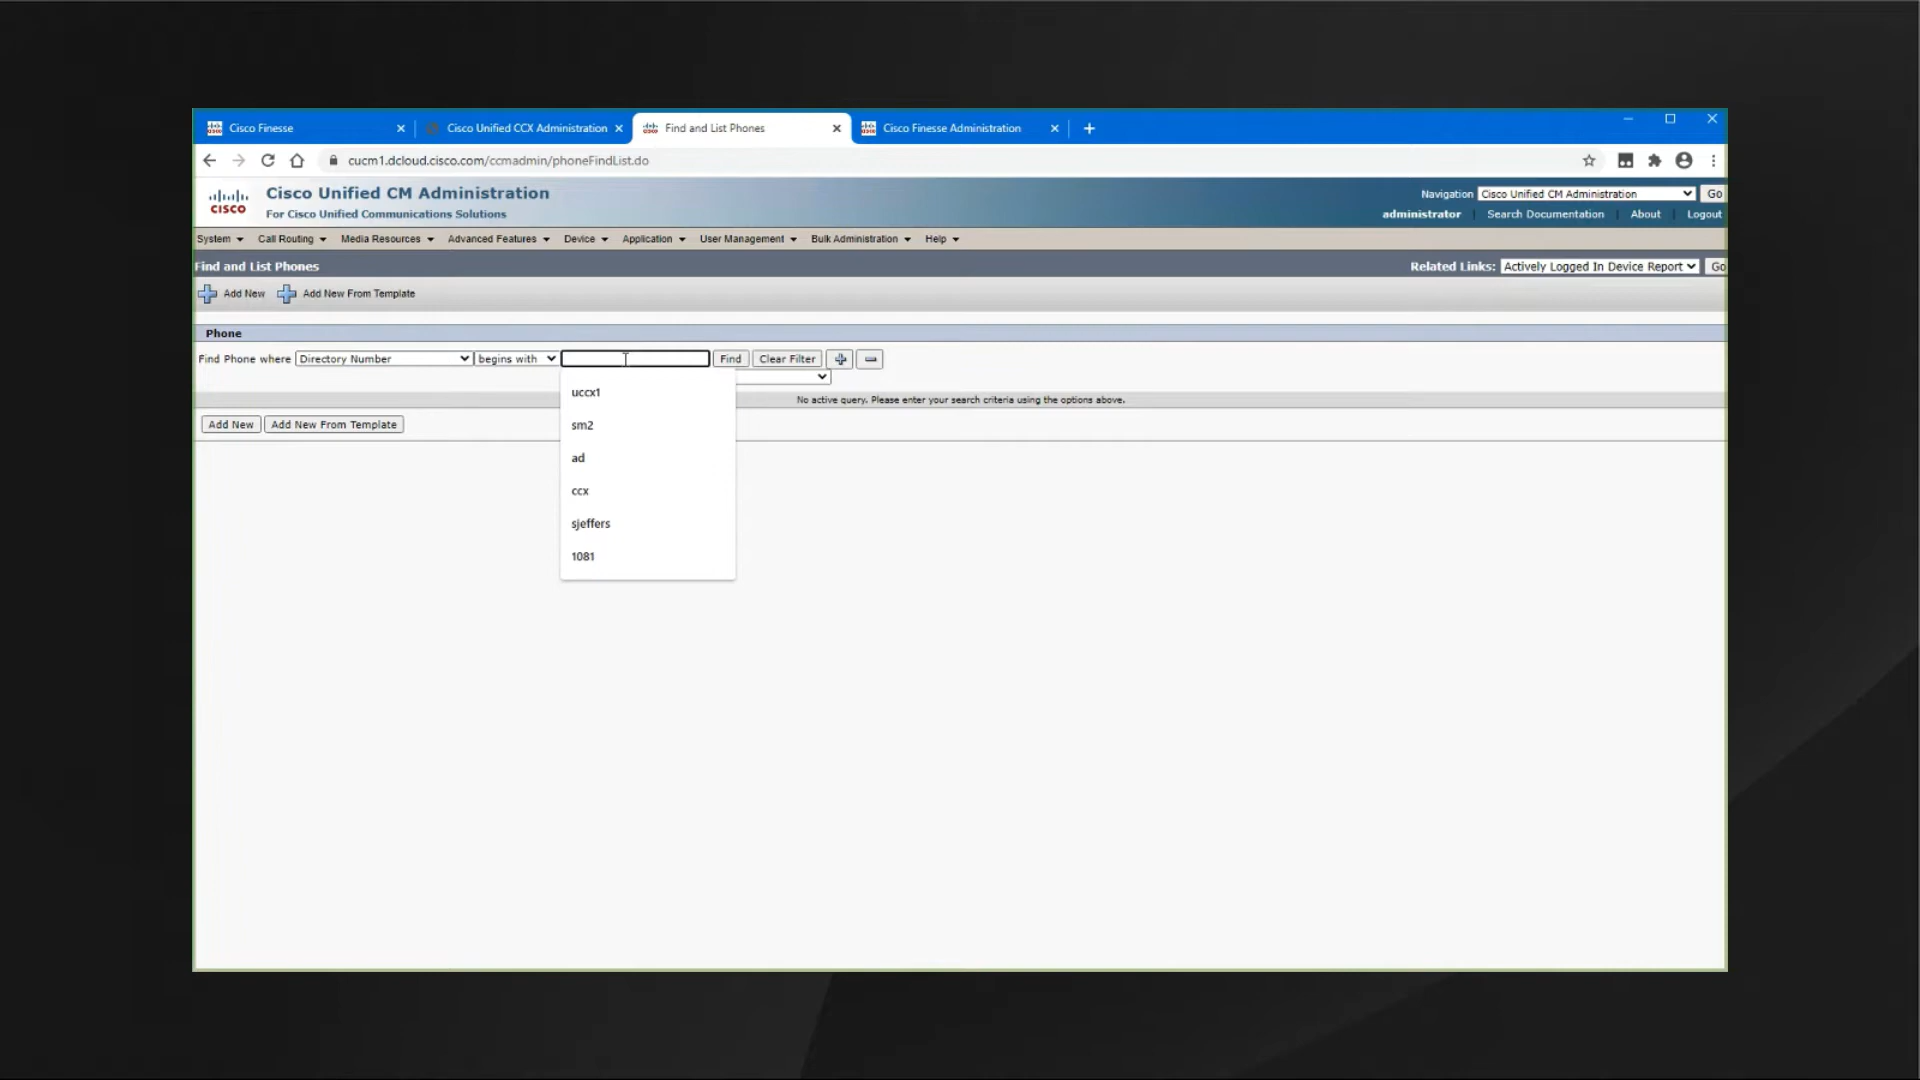 Cisco Finesse
Cisco Unified CCX Administration
Find and List Phones
Cisco Finesse Administration
cucm1.dcloud.cisco.com/ccmadmin/phoneFindList.do
CISCO
Cisco Unified CM Administration
For Cisco Unified Communications Solutions
Navigation Cisco Unified CM Administration Go
administrator Search Documentation About Logout
System Call Routing Media Resources Advanced Features Device Application User Management Bulk Administration Help
Find and List Phones
Related Links: Actively Logged In Device Report Go
Add New Add New From Template
Phone
Find Phone where Directory Number begins with Find Clear Filter
No active query. Please enter your search criteria using the options above.
Add New Add New From Template
uccx1
sm2
ad
ccx
sjeffers
1081